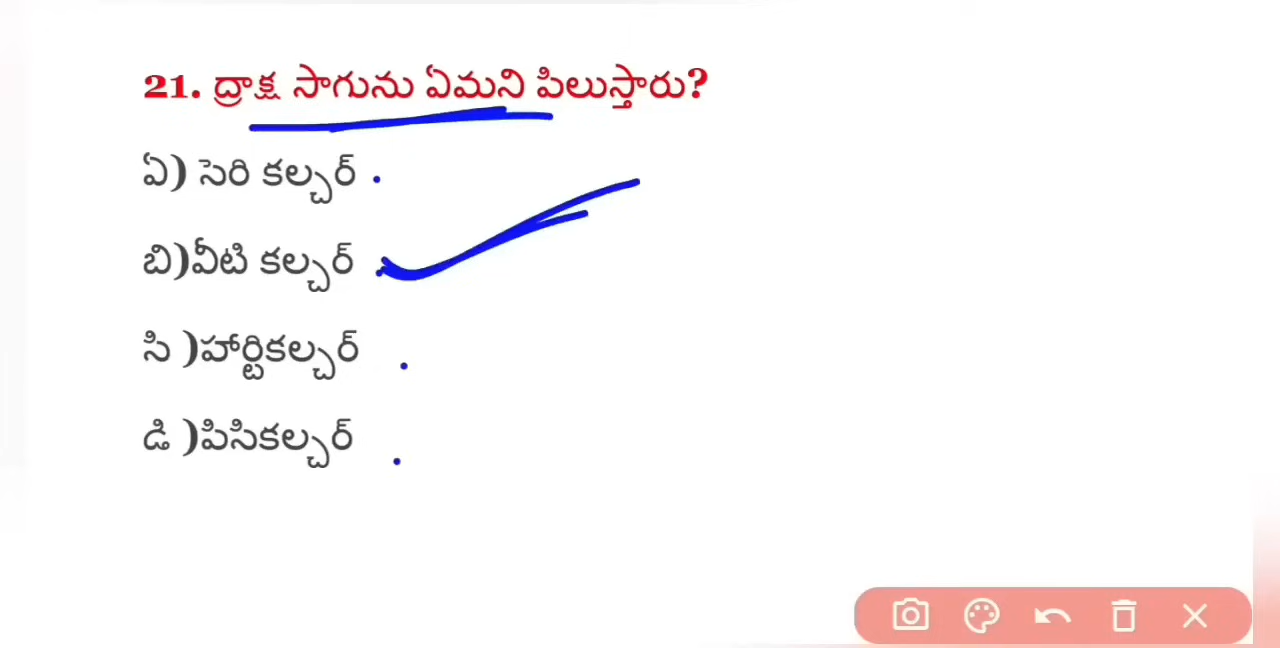 21. ద్రాక్ష సాగును ఏమని పిలుస్తారు?
ఏ) సెరి కల్చర్
బి)వీటి కల్చర్
సి )హార్టికల్చర్
డి )పిసికల్చర్